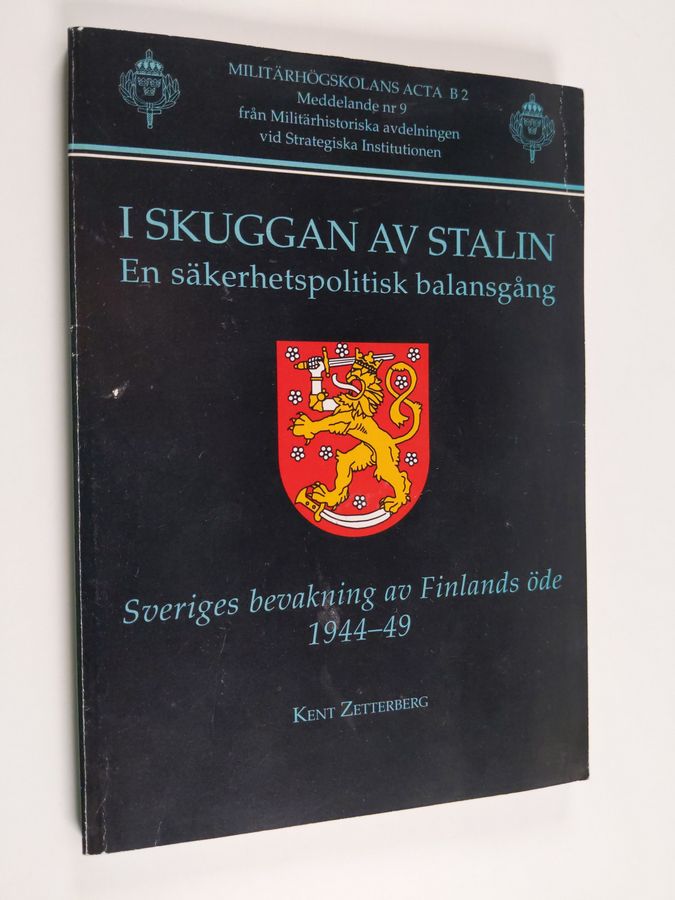 MILITÄRHÖGSKOLANS ACTA B 2
Meddelande nr 9
från Militärhistoriska avdelningen
vid Strategiska Institutionen
I SKUGGAN AV STALIN
En säkerhetspolitisk balansgång
Sveriges bevakning av Finlands öde
1944–49
KENT ZETTERBERG